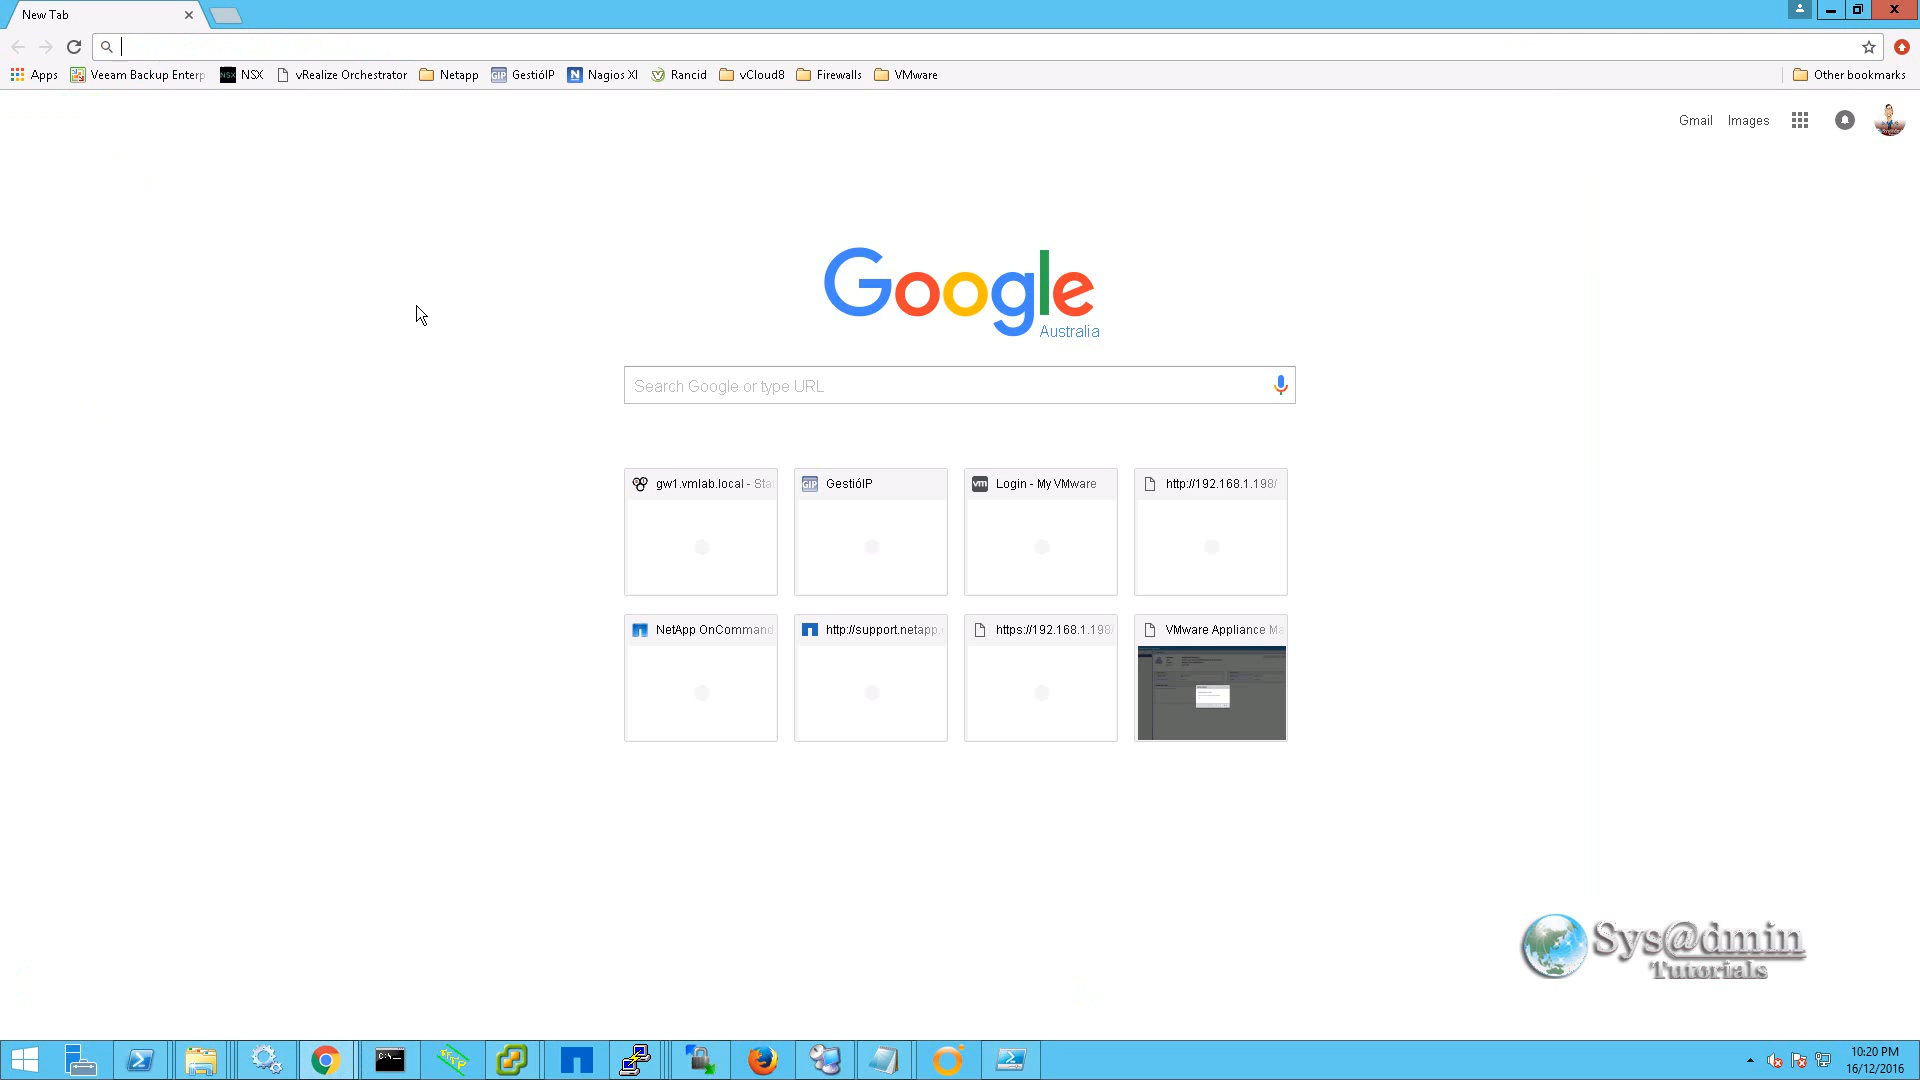 New Tab
Apps Veeam Backup Enterp NSX vRealize Orchestrator Netapp GestióIP Nagios XI Rancid vCloud8 Firewalls VMware Other bookmarks
Gmail Images
Google
Australia
Search Google or type URL
gw1.vmlab.local - Sta GestióIP Login - My VMware http://192.168.1.198/
NetApp OnCommand http://support.netapp. https://192.168.1.198/ VMware Appliance Ma
Sys@dmin
Tutorials
10:20 PM
16/12/2016